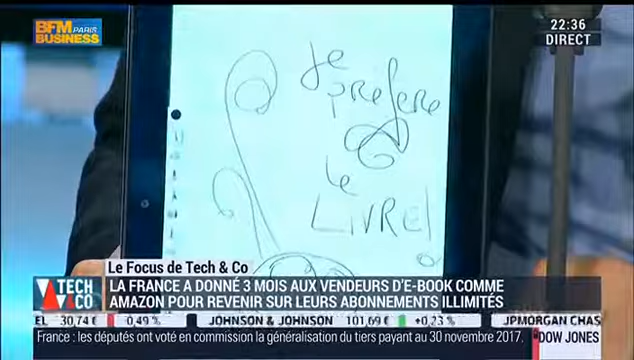 BFM PARIS
BUSINESS
22:36
DIRECT
Je
préfère
le
LIVRE!
Le Focus de Tech & Co
TECH
&CO
LA FRANCE A DONNÉ 3 MOIS AUX VENDEURS D'E-BOOK COMME
AMAZON POUR REVENIR SUR LEURS ABONNEMENTS ILLIMITÉS
EL 30,74 € 0,49 % JOHNSON & JOHNSON 101,69 € +0,23 % JPMORGAN CHAS
France : les députés ont voté en commission la généralisation du tiers payant au 30 novembre 2017.
DOW JONES